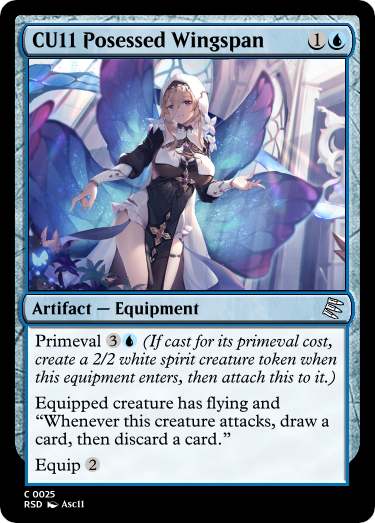 CU11 Posessed Wingspan 1
Artifact — Equipment
Primeval 3 (If cast for its primeval cost,
create a 2/2 white spirit creature token when
this equipment enters, then attach this to it.)
Equipped creature has flying and
“Whenever this creature attacks, draw a
card, then discard a card.”
Equip 2
C 0025
RSD Asc11